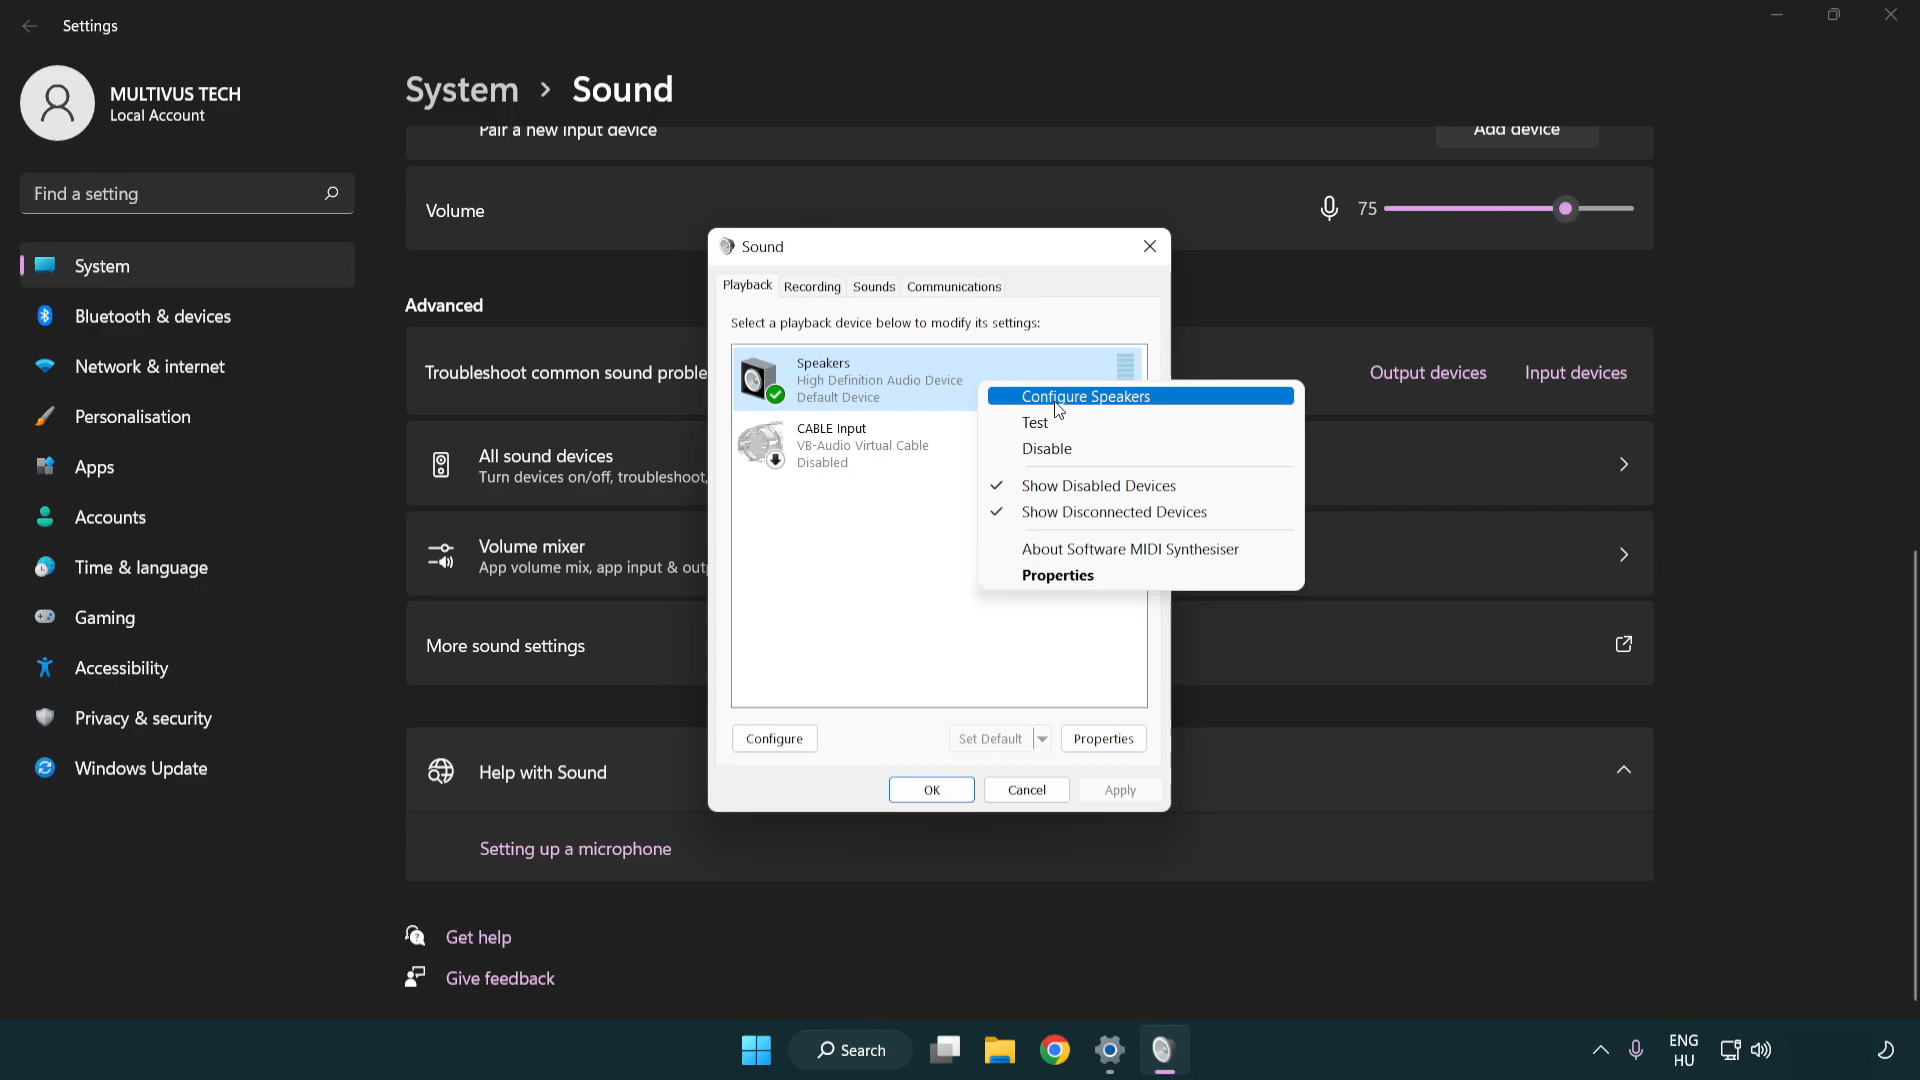 Settings
MULTIVUS TECH
Local Account
Find a setting
System
Bluetooth & devices
Network & internet
Personalisation
Apps
Accounts
Time & language
Gaming
Accessibility
Privacy & security
Windows Update
System > Sound
Pair a new input device
Add device
Volume
75
Advanced
Troubleshoot common sound proble
Output devices
Input devices
All sound devices
Turn devices on/off, troubleshoot,
Volume mixer
App volume mix, app input & outp
More sound settings
Help with Sound
Setting up a microphone
Get help
Give feedback
Sound
Playback
Recording
Sounds
Communications
Select a playback device below to modify its settings:
Speakers
High Definition Audio Device
Default Device
CABLE Input
VB-Audio Virtual Cable
Disabled
Configure Speakers
Test
Disable
Show Disabled Devices
Show Disconnected Devices
About Software MIDI Synthesiser
Properties
Configure
Set Default
Properties
OK
Cancel
Apply
Search
ENG
HU